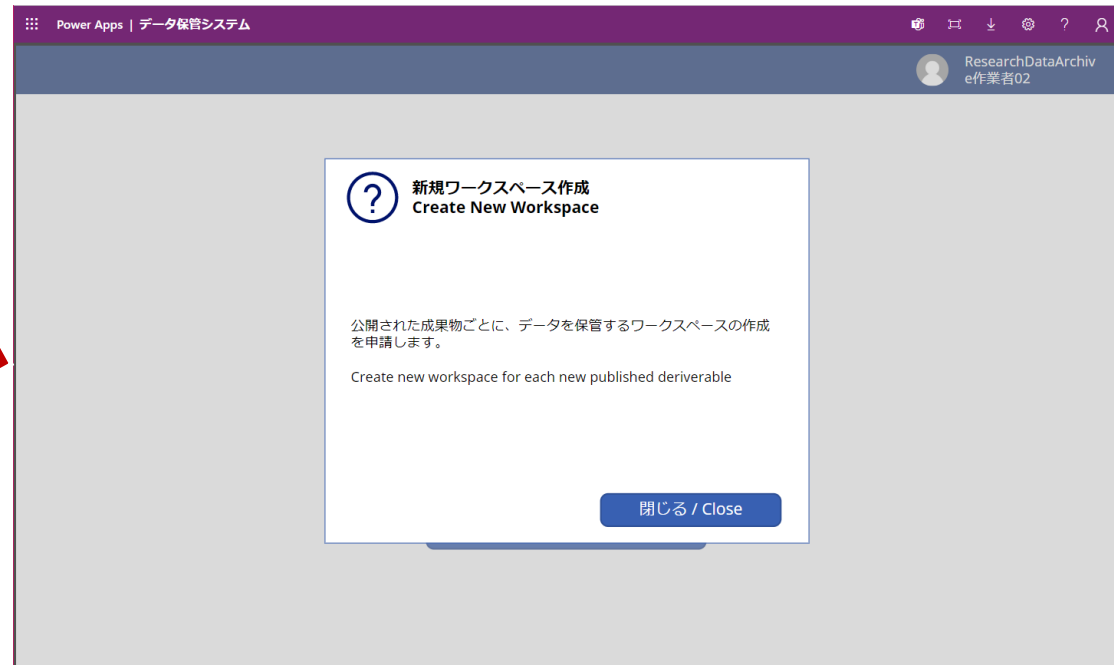 Power Apps | データ保管システム
ResearchDataArchiv
e作業者02
新規ワークスペース作成
Create New Workspace
公開された成果物ごとに、データを保管するワークスペースの作成
を申請します。
Create new workspace for each new published deriverable
閉じる / Close